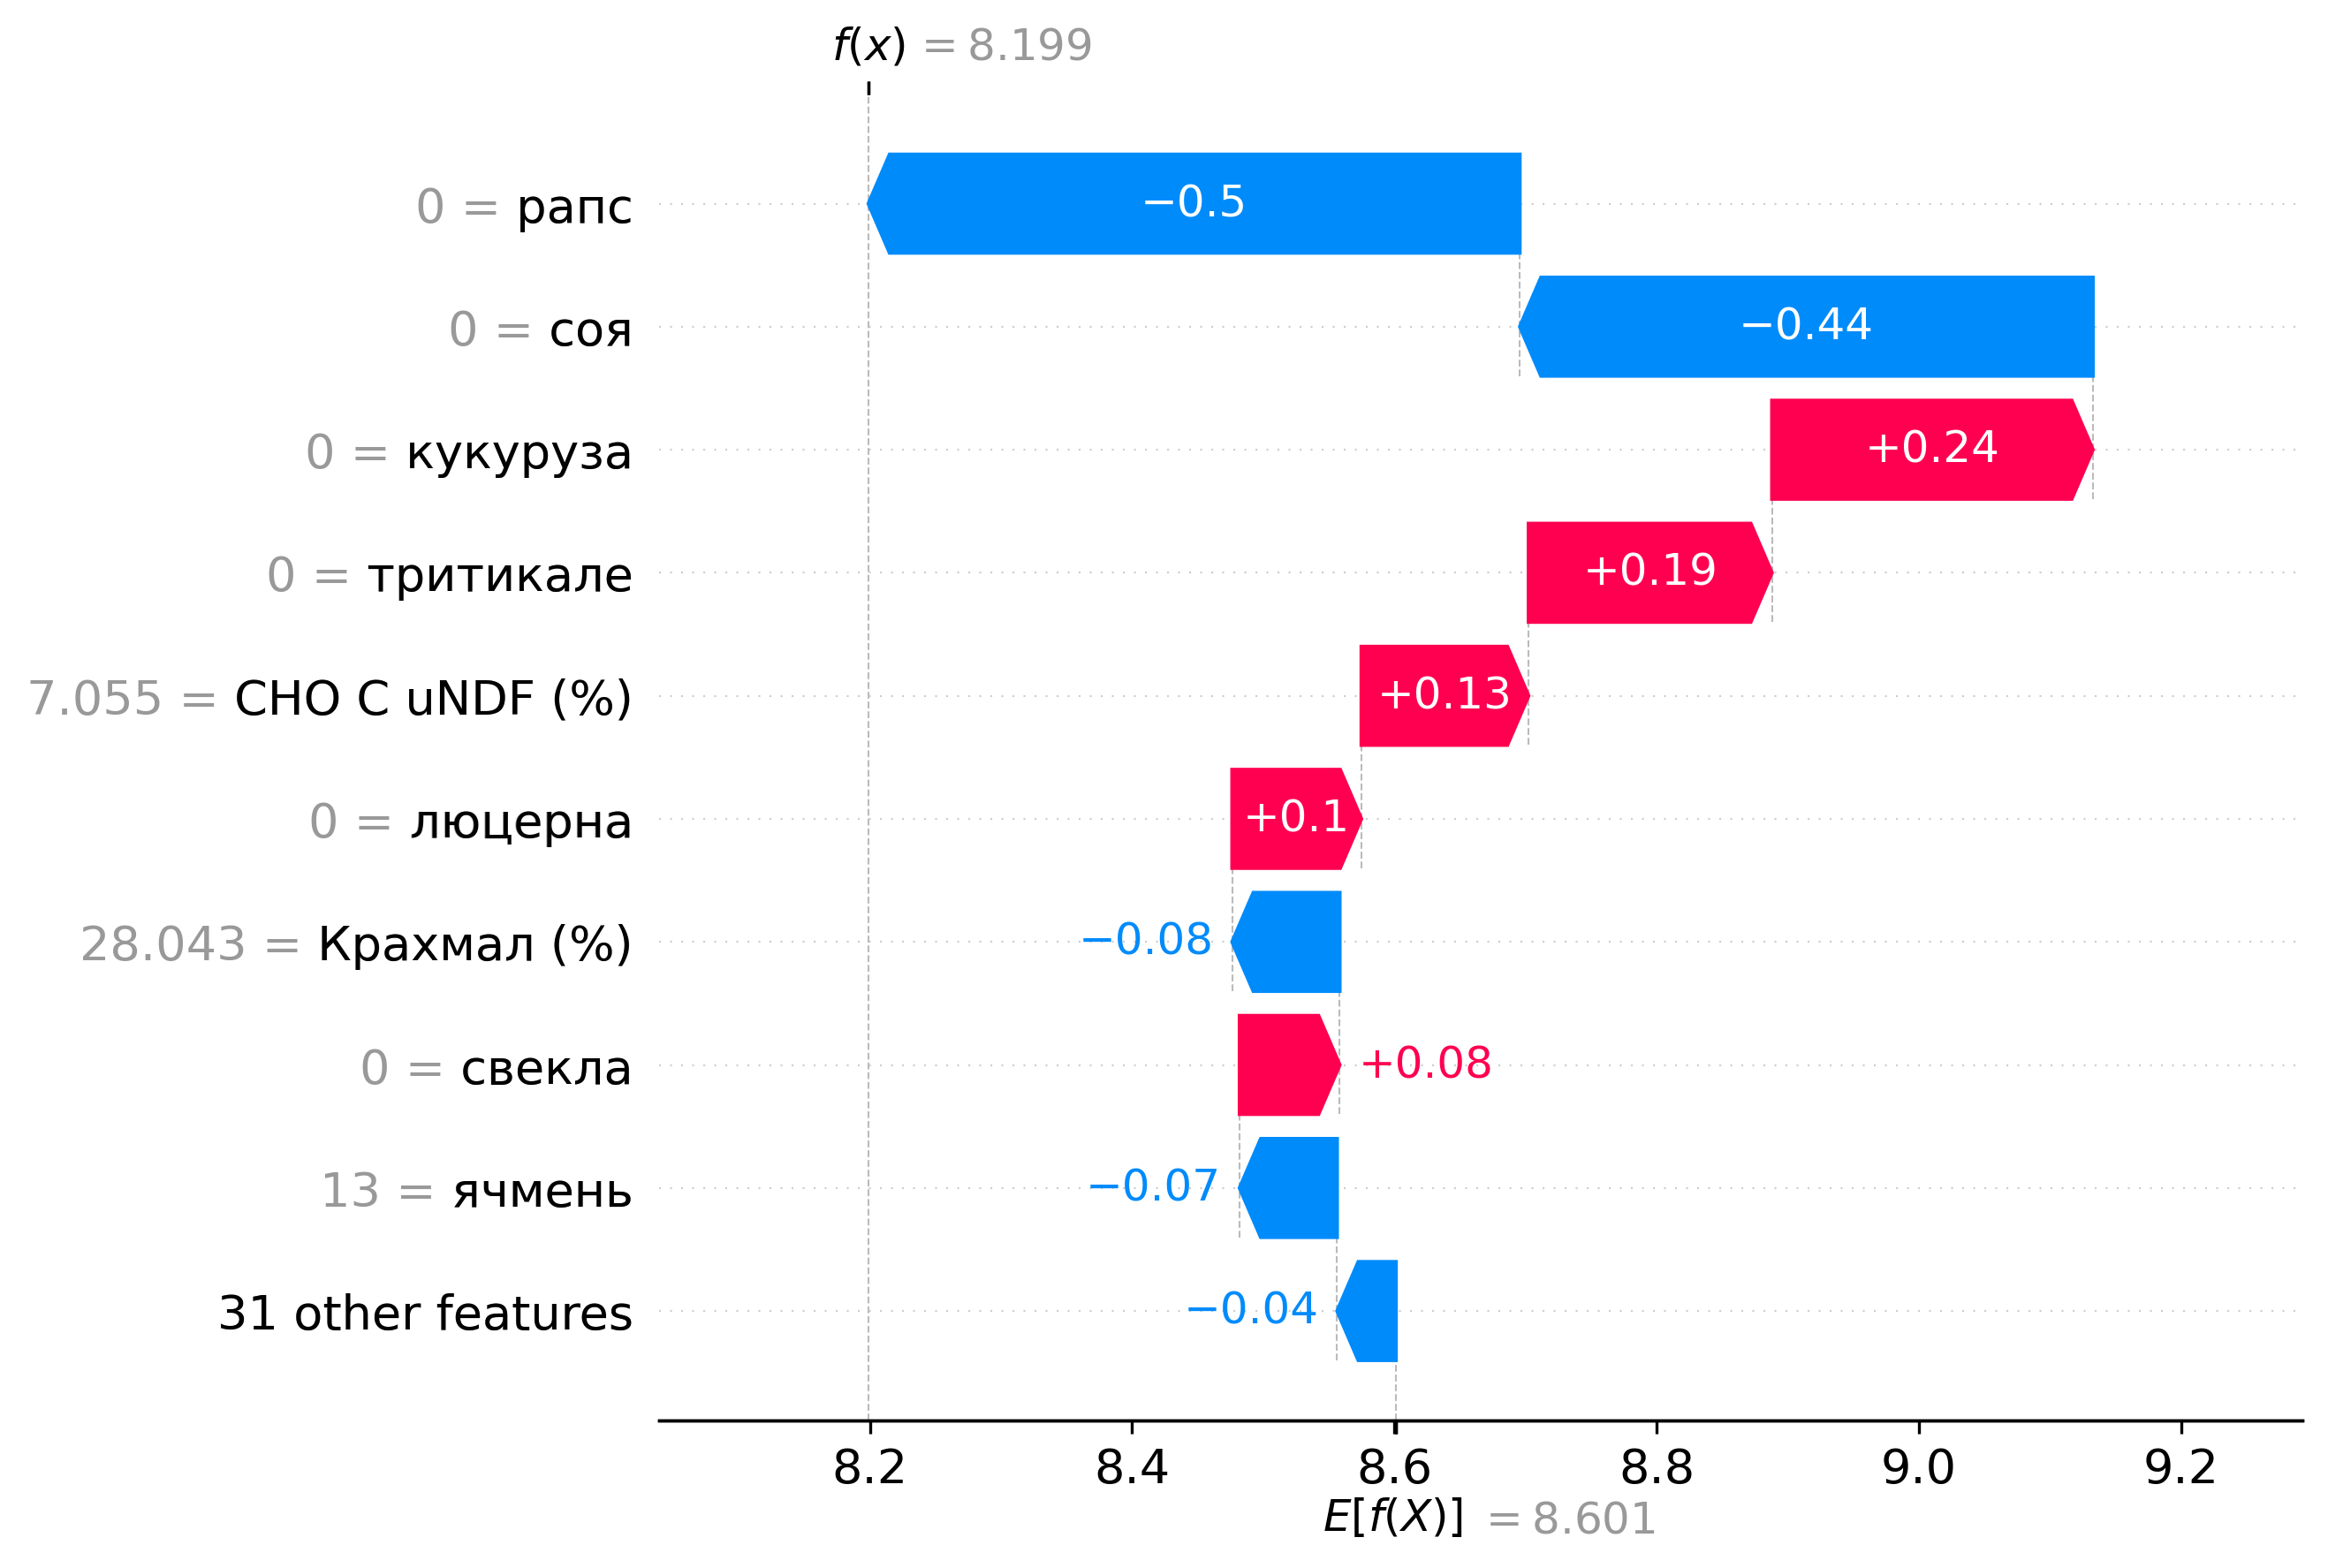 f(x) = 8.199
0 = рапс −0.5
0 = соя −0.44
0 = кукуруза +0.24
0 = тритикале +0.19
7.055 = CHO C uNDF (%) +0.13
0 = люцерна +0.1
28.043 = Крахмал (%) −0.08
0 = свекла +0.08
13 = ячмень −0.07
31 other features −0.04
8.2 8.4 8.6 8.8 9.0 9.2
E[f(X)] = 8.601